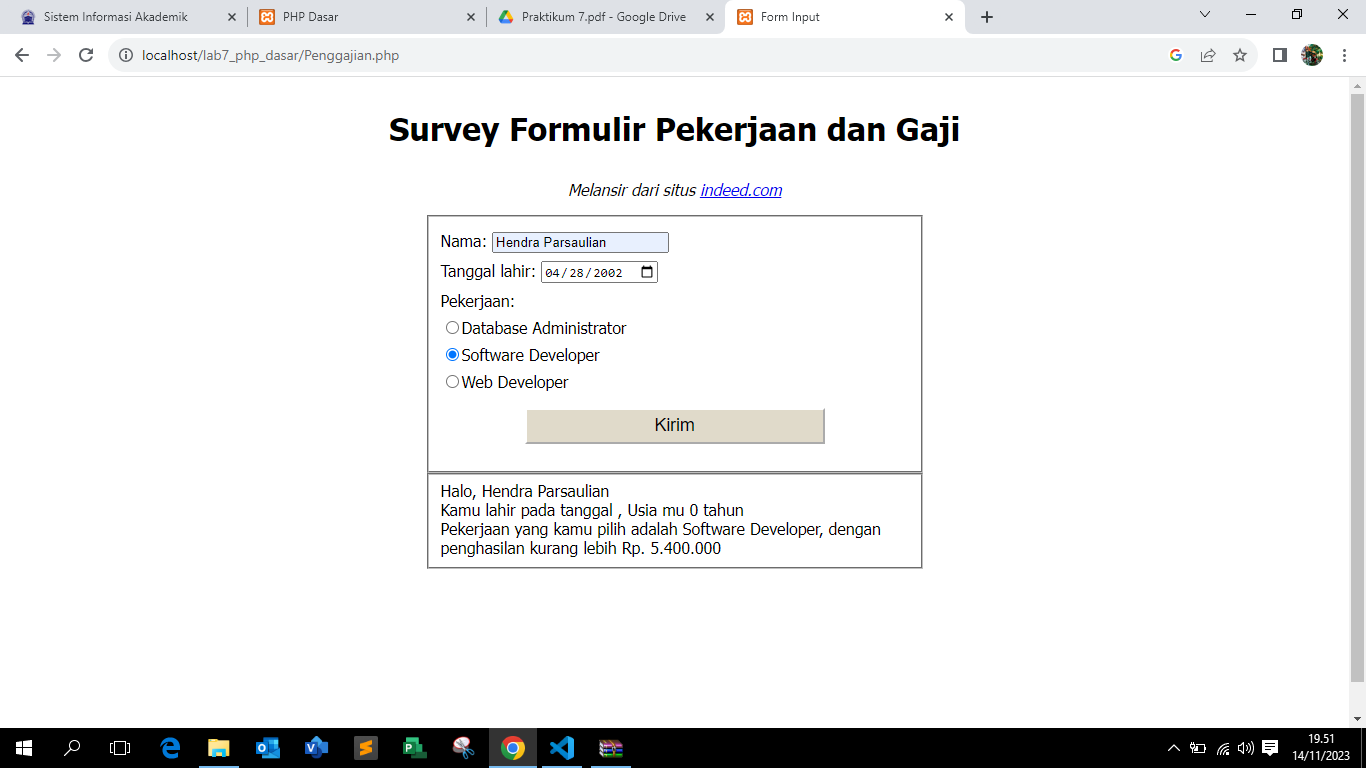 Sistem Informasi Akademik
PHP Dasar
Praktikum 7.pdf - Google Drive
Form Input
localhost/lab7_php_dasar/Penggajian.php
Survey Formulir Pekerjaan dan Gaji
Melansir dari situs indeed.com
Nama: Hendra Parsaulian
Tanggal lahir: 04/28/2002
Pekerjaan:
Database Administrator
Software Developer
Web Developer
Kirim
Halo, Hendra Parsaulian
Kamu lahir pada tanggal , Usia mu 0 tahun
Pekerjaan yang kamu pilih adalah Software Developer, dengan
penghasilan kurang lebih Rp. 5.400.000
19.51
14/11/2023